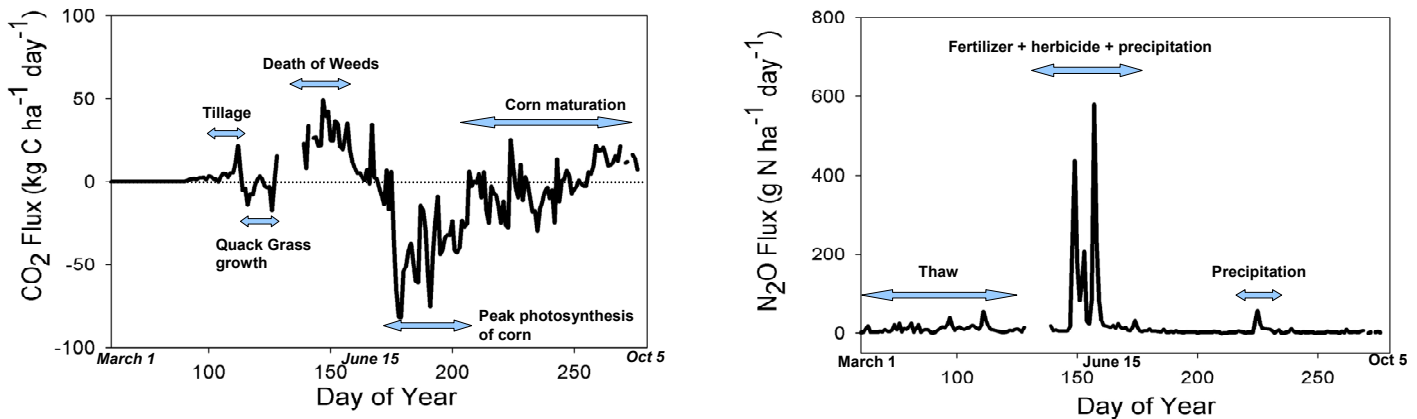 100
50
0
-50
-100
CO2 Flux (kg C ha-1 day-1)
Death of Weeds
Tillage
Corn maturation
Quack Grass
growth
Peak photosynthesis
of corn
March 1
June 15
Oct 5
100
150
200
250
Day of Year
800
600
400
200
0
N2O Flux (g N ha-1 day-1)
Fertilizer + herbicide + precipitation
Thaw
Precipitation
March 1
June 15
Oct 5
100
150
200
250
Day of Year